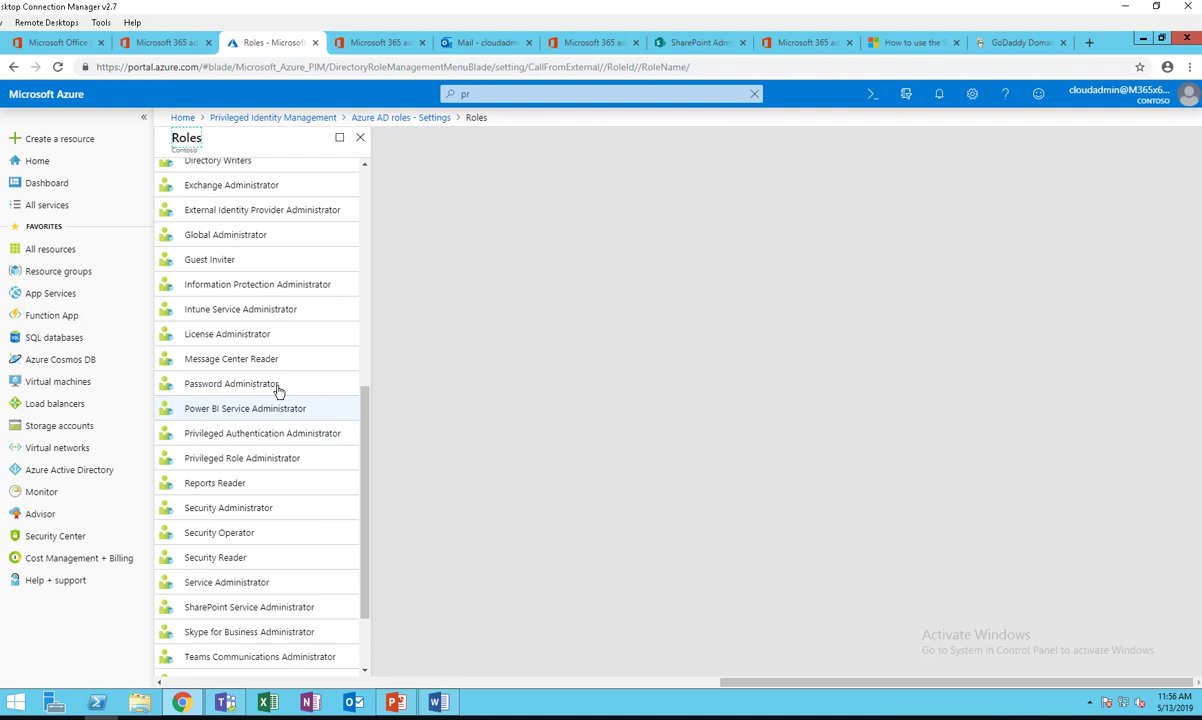 sktop Connection Manager v2.7
Remote Desktops Tools Help
Microsoft Office
Microsoft 365 ad
Roles - Microsoft
Microsoft 365 ad
Mail - cloudadmi
Microsoft 365 ad
SharePoint Admi
Microsoft 365 ad
How to use the S
GoDaddy Domai
https://portal.azure.com/#blade/Microsoft_Azure_PIM/DirectoryRoleManagementMenuBlade/setting/CallFromExternal//RoleId//RoleName/
Microsoft Azure
pr
cloudadmin@M365x6...
CONTOSO
Home > Privileged Identity Management > Azure AD roles - Settings > Roles
Create a resource
Home
Dashboard
All services
FAVORITES
All resources
Resource groups
App Services
Function App
SQL databases
Azure Cosmos DB
Virtual machines
Load balancers
Storage accounts
Virtual networks
Azure Active Directory
Monitor
Advisor
Security Center
Cost Management + Billing
Help + support
Roles
Contoso
Directory Writers
Exchange Administrator
External Identity Provider Administrator
Global Administrator
Guest Inviter
Information Protection Administrator
Intune Service Administrator
License Administrator
Message Center Reader
Password Administrator
Power BI Service Administrator
Privileged Authentication Administrator
Privileged Role Administrator
Reports Reader
Security Administrator
Security Operator
Security Reader
Service Administrator
SharePoint Service Administrator
Skype for Business Administrator
Teams Communications Administrator
Activate Windows
Go to System in Control Panel to activate Windows.
11:56 AM
5/13/2019